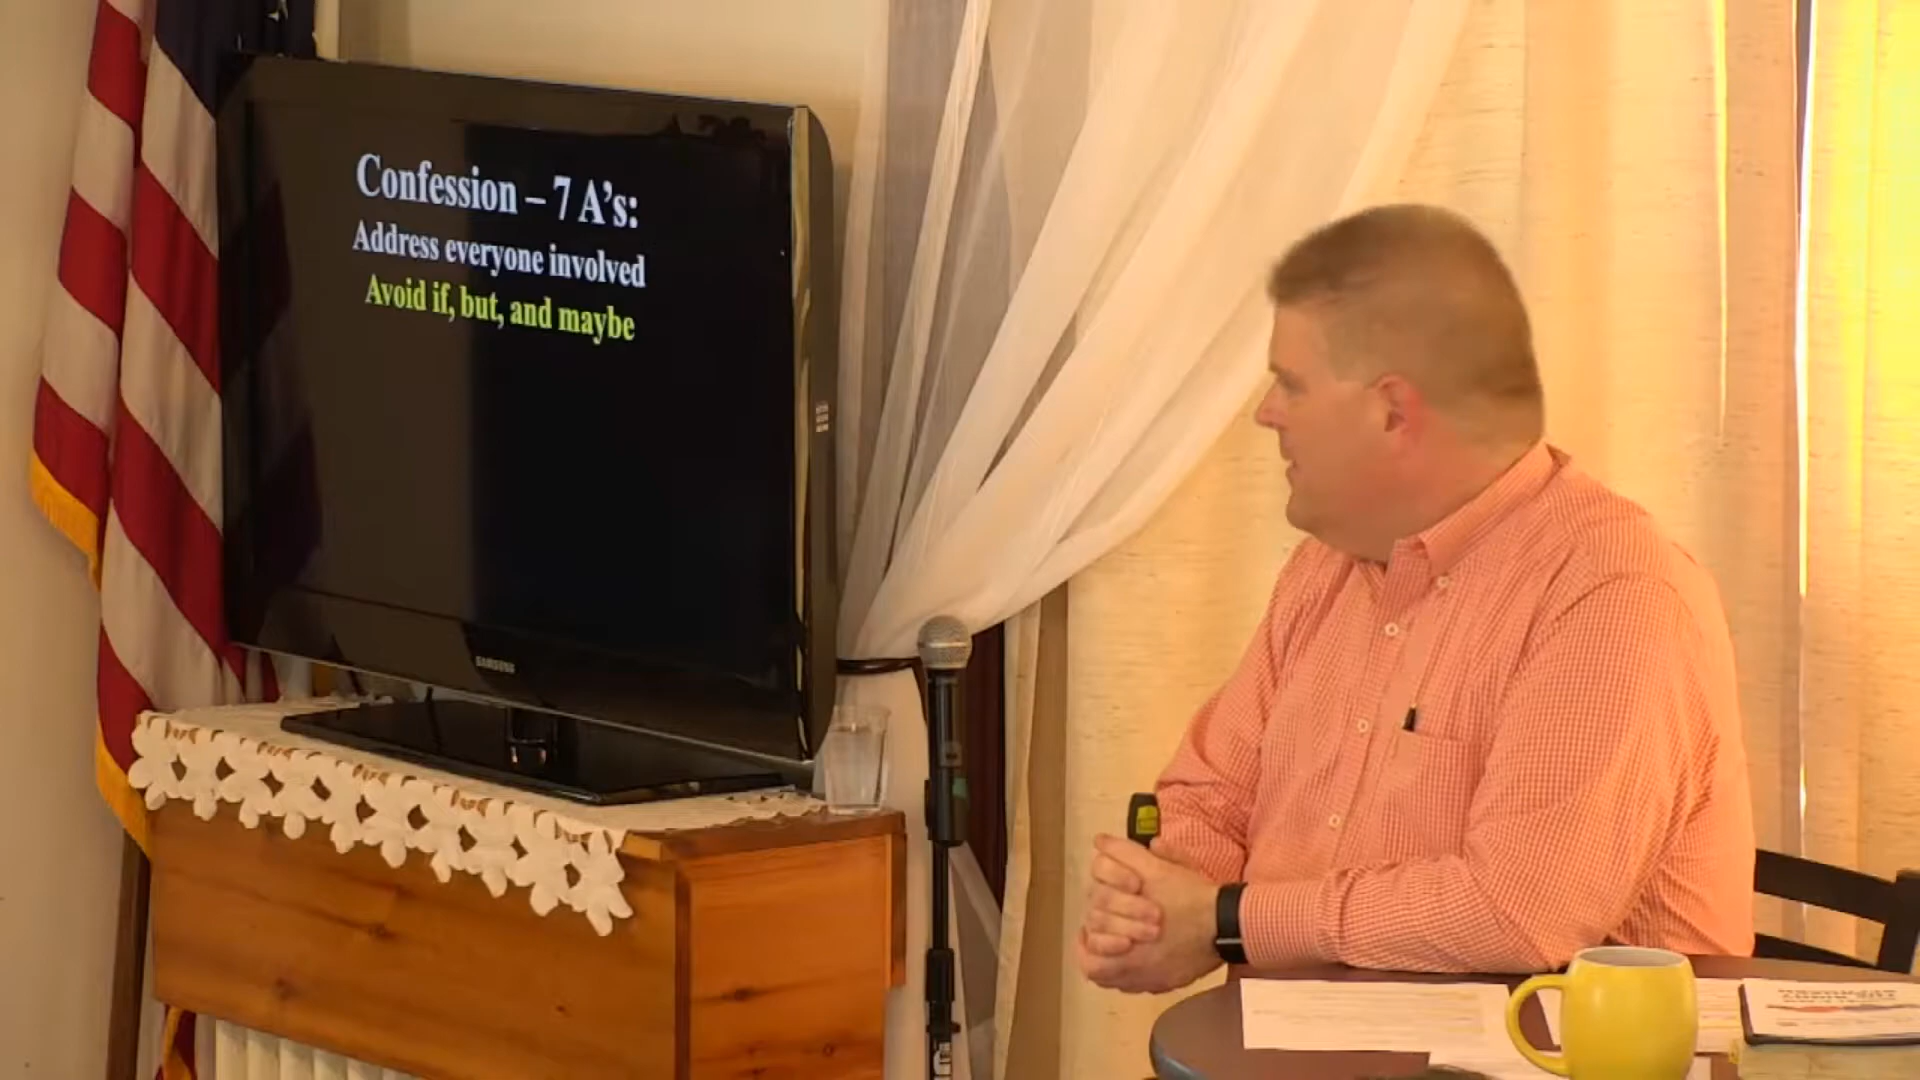 Confession – 7 A's:
Address everyone involved
Avoid if, but, and maybe
SAMSUNG